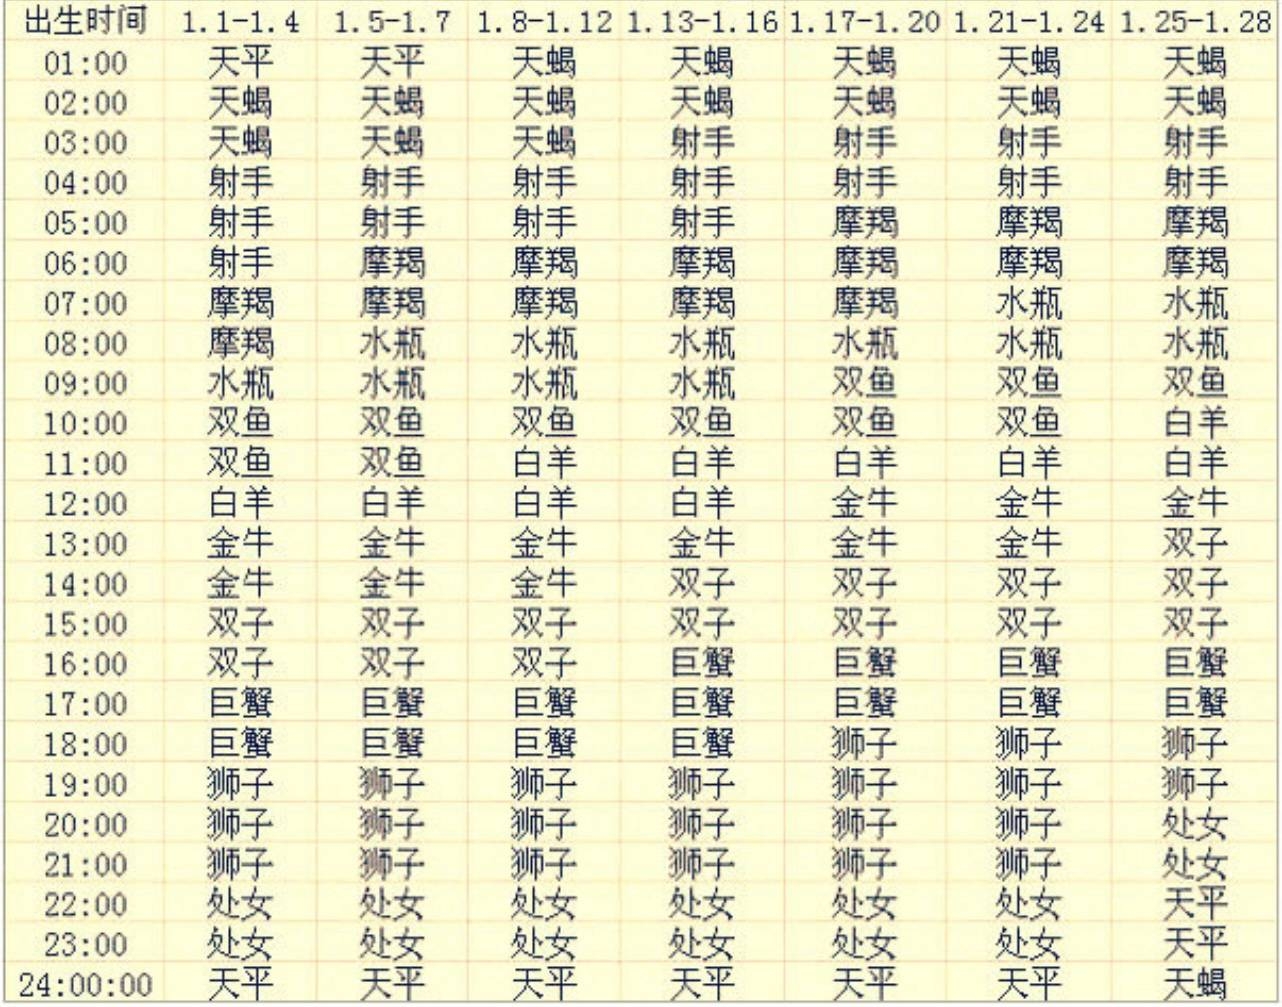 出生时间 1.1-1.4 1.5-1.7 1.8-1.12 1.13-1.16 1.17-1.20 1.21-1.24 1.25-1.28
01:00 天平 天平 天蝎 天蝎 天蝎 天蝎 天蝎
02:00 天蝎 天蝎 天蝎 天蝎 天蝎 天蝎 天蝎
03:00 天蝎 天蝎 天蝎 射手 射手 射手 射手
04:00 射手 射手 射手 射手 射手 射手 射手
05:00 射手 射手 射手 射手 摩羯 摩羯 摩羯
06:00 射手 摩羯 摩羯 摩羯 摩羯 摩羯 摩羯
07:00 摩羯 摩羯 摩羯 摩羯 摩羯 水瓶 水瓶
08:00 摩羯 水瓶 水瓶 水瓶 水瓶 水瓶 水瓶
09:00 水瓶 水瓶 水瓶 水瓶 双鱼 双鱼 双鱼
10:00 双鱼 双鱼 双鱼 双鱼 双鱼 双鱼 白羊
11:00 双鱼 双鱼 白羊 白羊 白羊 白羊 白羊
12:00 白羊 白羊 白羊 白羊 金牛 金牛 金牛
13:00 金牛 金牛 金牛 金牛 金牛 金牛 双子
14:00 金牛 金牛 金牛 双子 双子 双子 双子
15:00 双子 双子 双子 双子 双子 双子 双子
16:00 双子 双子 双子 巨蟹 巨蟹 巨蟹 巨蟹
17:00 巨蟹 巨蟹 巨蟹 巨蟹 巨蟹 巨蟹 巨蟹
18:00 巨蟹 巨蟹 巨蟹 巨蟹 狮子 狮子 狮子
19:00 狮子 狮子 狮子 狮子 狮子 狮子 狮子
20:00 狮子 狮子 狮子 狮子 狮子 狮子 处女
21:00 狮子 狮子 狮子 狮子 狮子 狮子 处女
22:00 处女 处女 处女 处女 处女 处女 天平
23:00 处女 处女 处女 处女 处女 处女 天平
24:00:00 天平 天平 天平 天平 天平 天平 天蝎